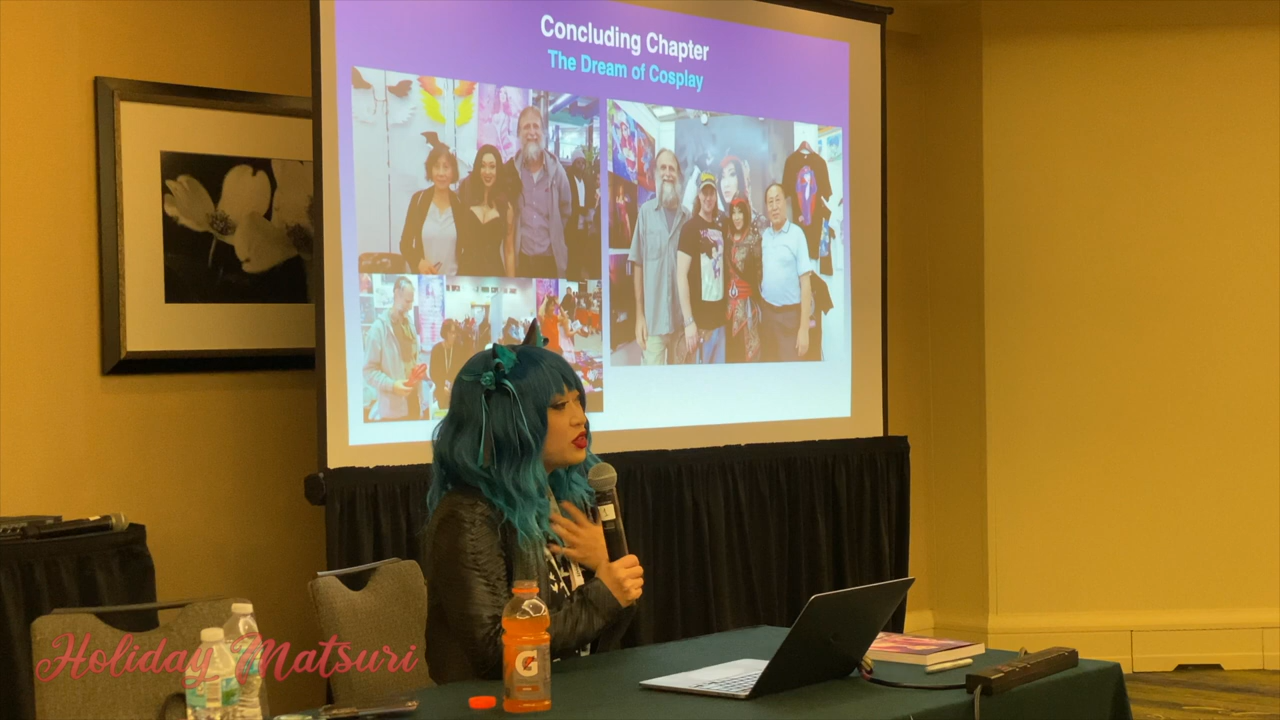 Concluding Chapter
The Dream of Cosplay
Holiday Matsuri
G